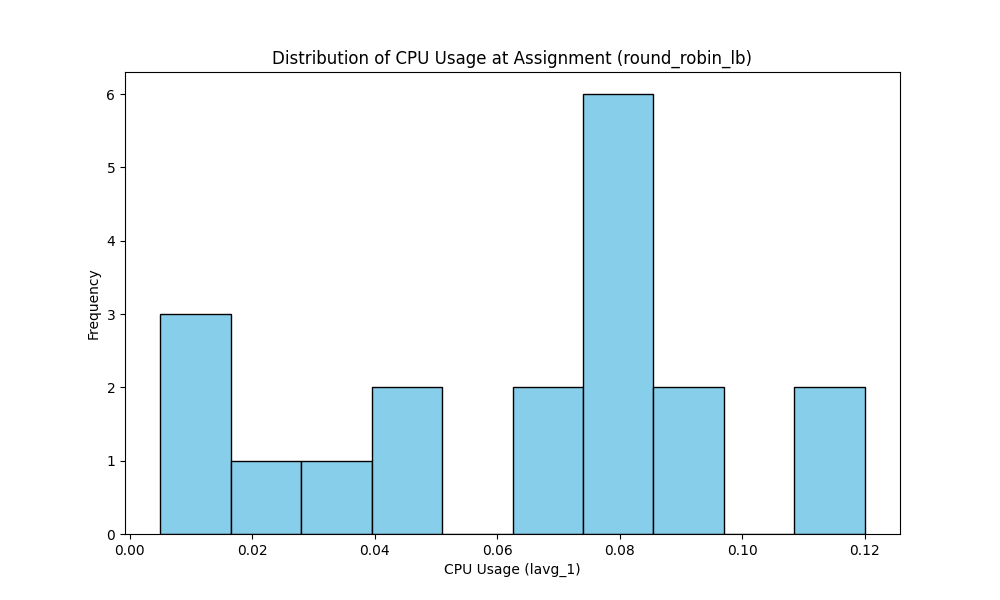 Distribution of CPU Usage at Assignment (round_robin_lb)
6
5
4
3
2
1
0
Frequency
0.00 0.02 0.04 0.06 0.08 0.10 0.12
CPU Usage (lavg_1)